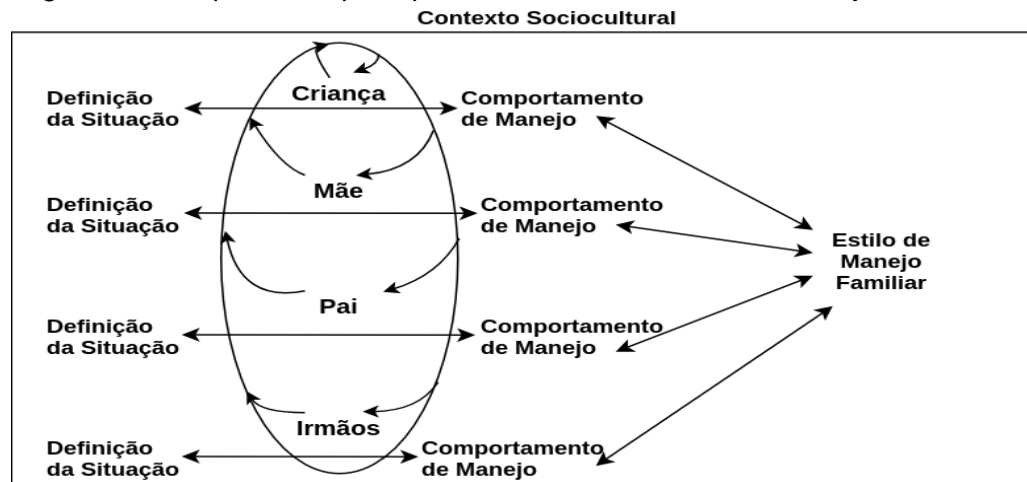 Contexto Sociocultural
Criança
Definição
da Situação
Comportamento
de Manejo
Mãe
Definição
da Situação
Comportamento
de Manejo
Estilo de
Manejo
Familiar
Pai
Definição
da Situação
Comportamento
de Manejo
Irmãos
Definição
da Situação
Comportamento
de Manejo